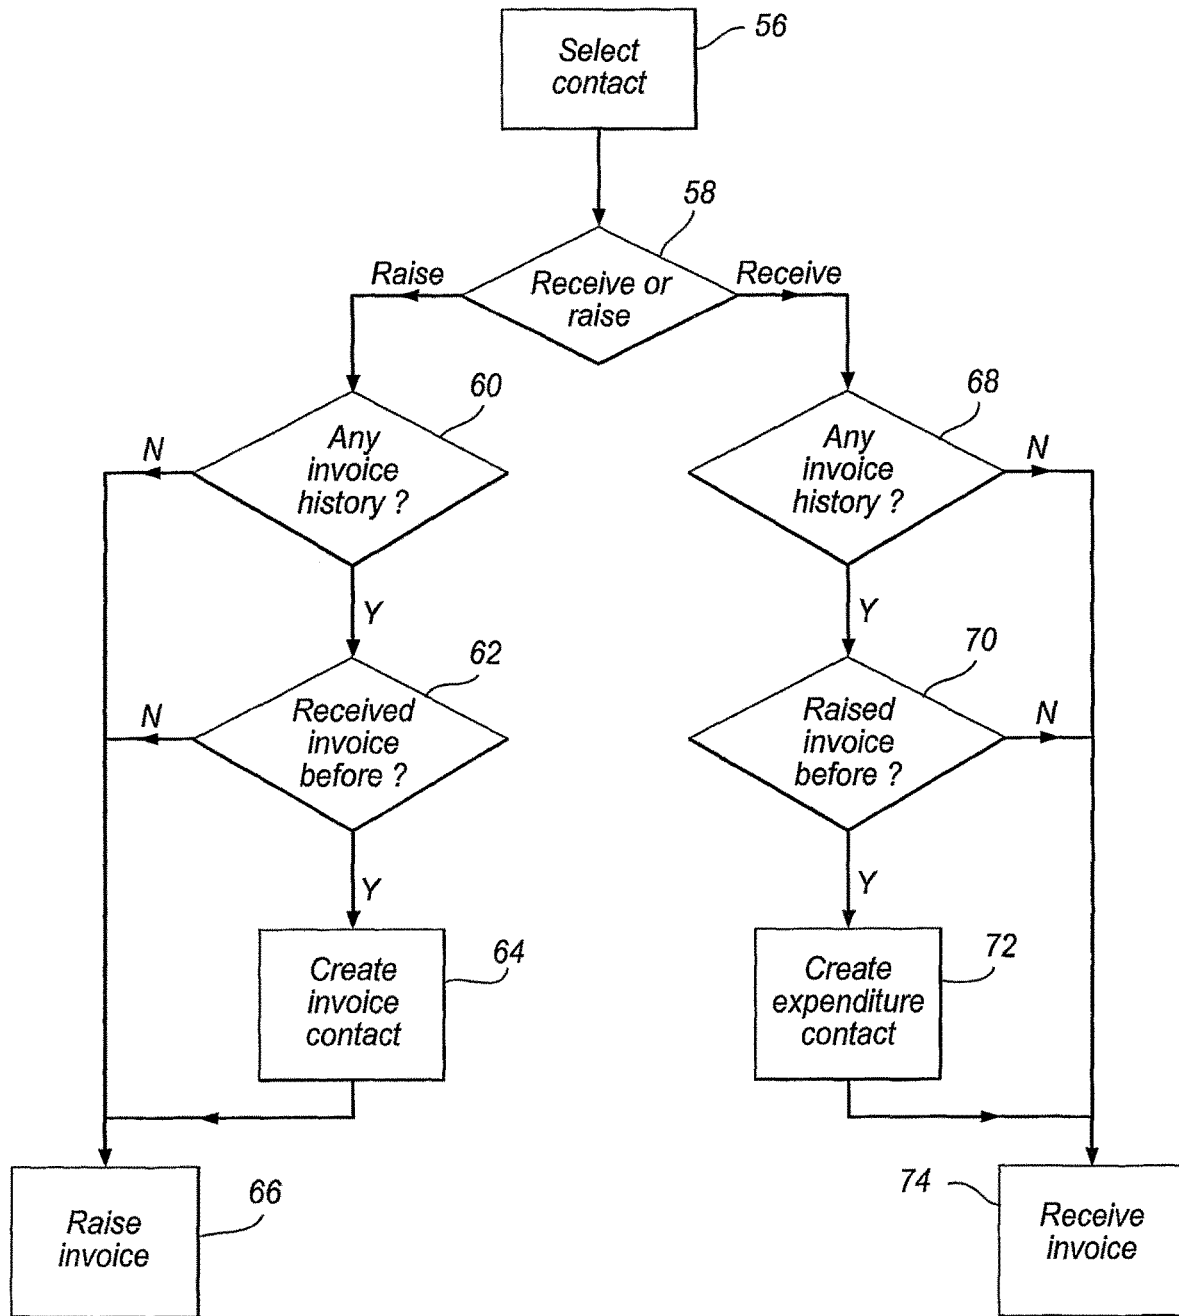 Select
contact
56
58
Receive or
raise
Raise
Receive
60
Any
invoice
history ?
N
Y
68
Any
invoice
history ?
N
Y
62
Received
invoice
before ?
N
Y
70
Raised
invoice
before ?
N
Y
64
Create
invoice
contact
72
Create
expenditure
contact
66
Raise
invoice
74
Receive
invoice